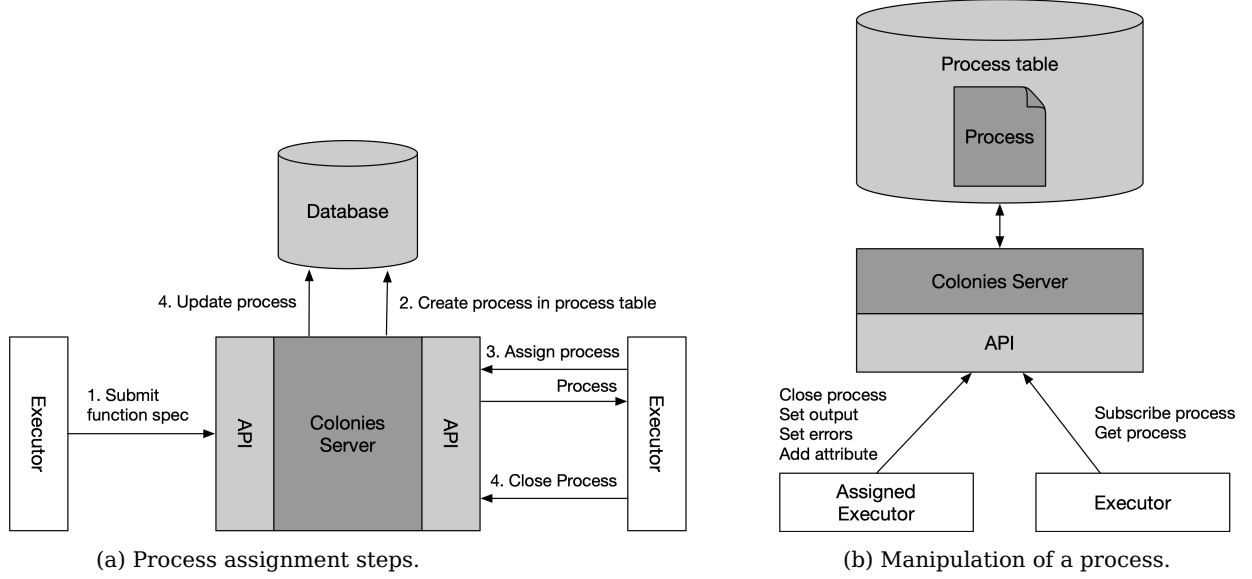 Database
4. Update process
2. Create process in process table
Executor
1. Submit
function spec
API
Colonies
Server
API
3. Assign process
Process
4. Close Process
Executor
(a) Process assignment steps.
Process table
Process
Colonies Server
API
Close process
Set output
Set errors
Add attribute
Subscribe process
Get process
Assigned
Executor
Executor
(b) Manipulation of a process.